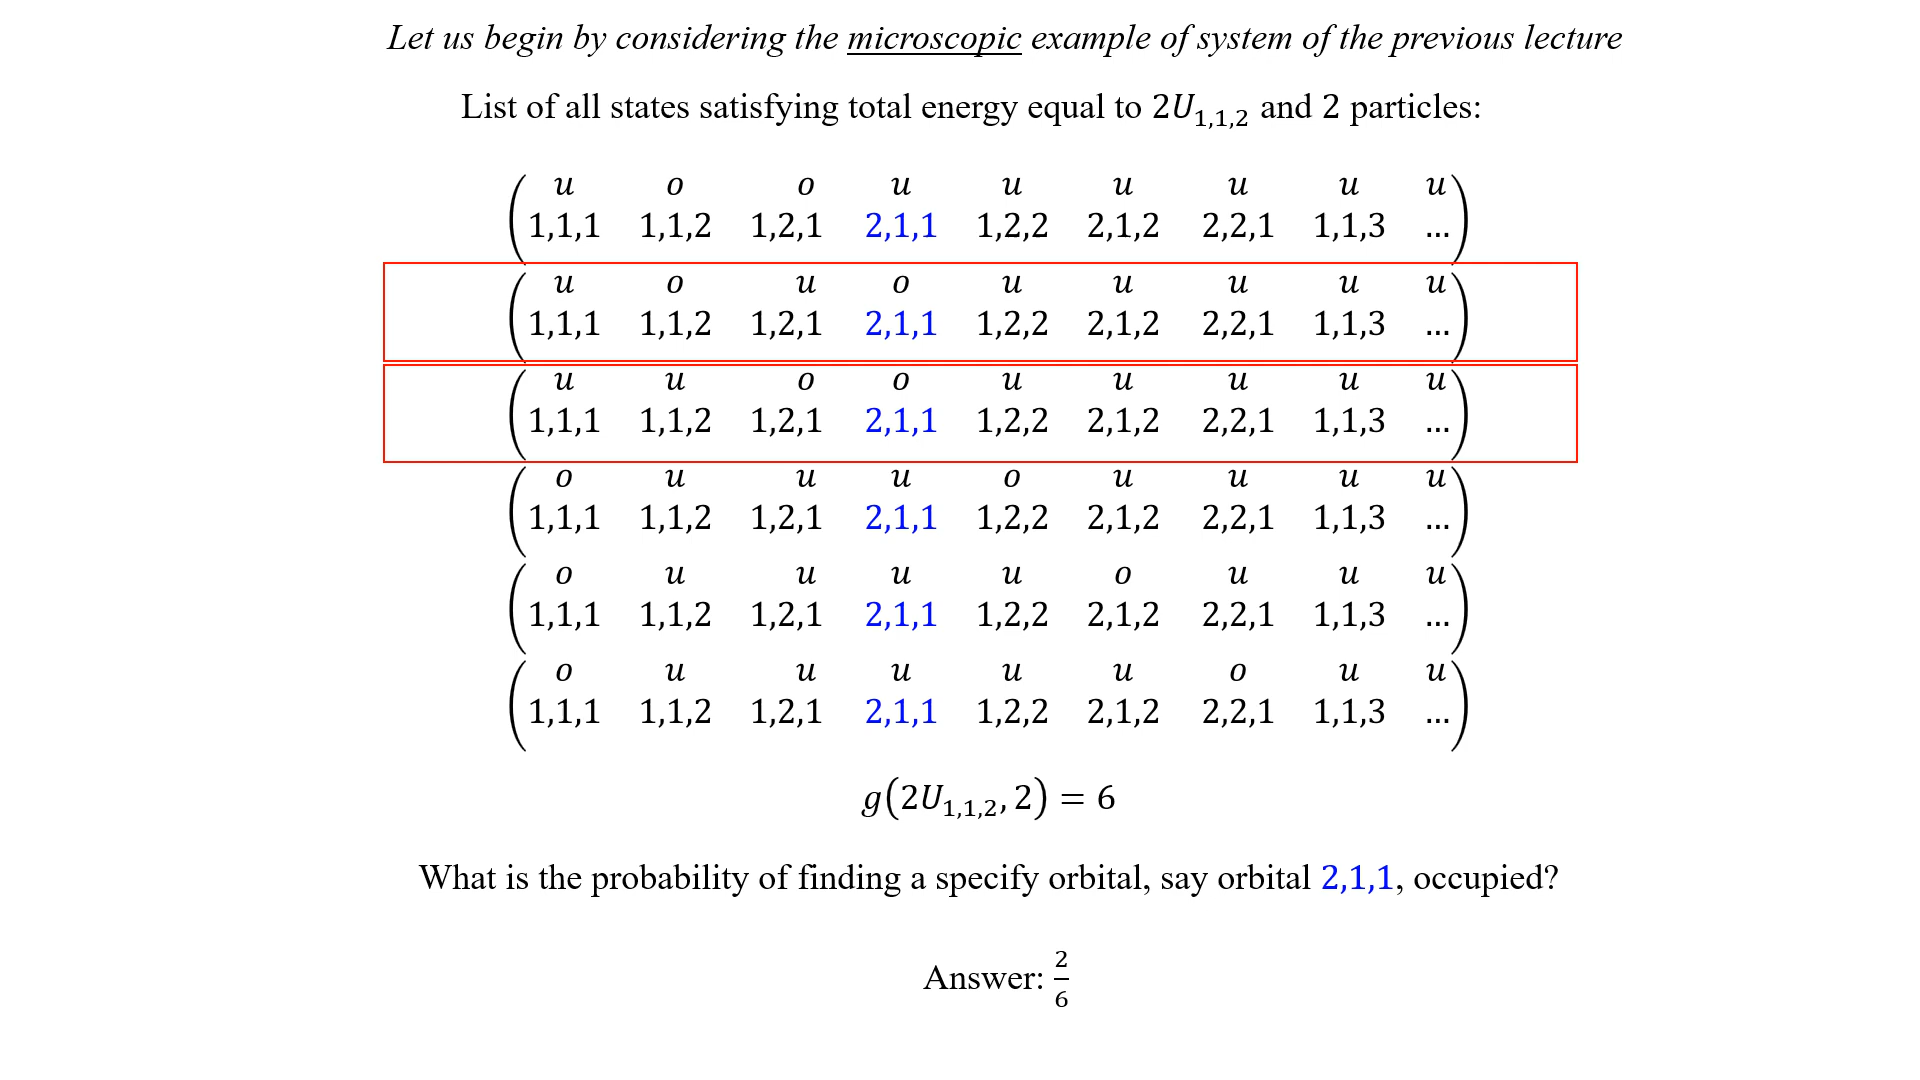 Let us begin by considering the microscopic example of system of the previous lecture
List of all states satisfying total energy equal to 2U₁,₁,₂ and 2 particles:
u o o u u u u u u
1,1,1 1,1,2 1,2,1 2,1,1 1,2,2 2,1,2 2,2,1 1,1,3 ...
u o u o u u u u u
1,1,1 1,1,2 1,2,1 2,1,1 1,2,2 2,1,2 2,2,1 1,1,3 ...
u u o o u u u u u
1,1,1 1,1,2 1,2,1 2,1,1 1,2,2 2,1,2 2,2,1 1,1,3 ...
o u u u o u u u u
1,1,1 1,1,2 1,2,1 2,1,1 1,2,2 2,1,2 2,2,1 1,1,3 ...
o u u u u o u u u
1,1,1 1,1,2 1,2,1 2,1,1 1,2,2 2,1,2 2,2,1 1,1,3 ...
o u u u u u o u u
1,1,1 1,1,2 1,2,1 2,1,1 1,2,2 2,1,2 2,2,1 1,1,3 ...
g(2U₁,₁,₂, 2) = 6
What is the probability of finding a specify orbital, say orbital 2,1,1, occupied?
Answer: 2/6